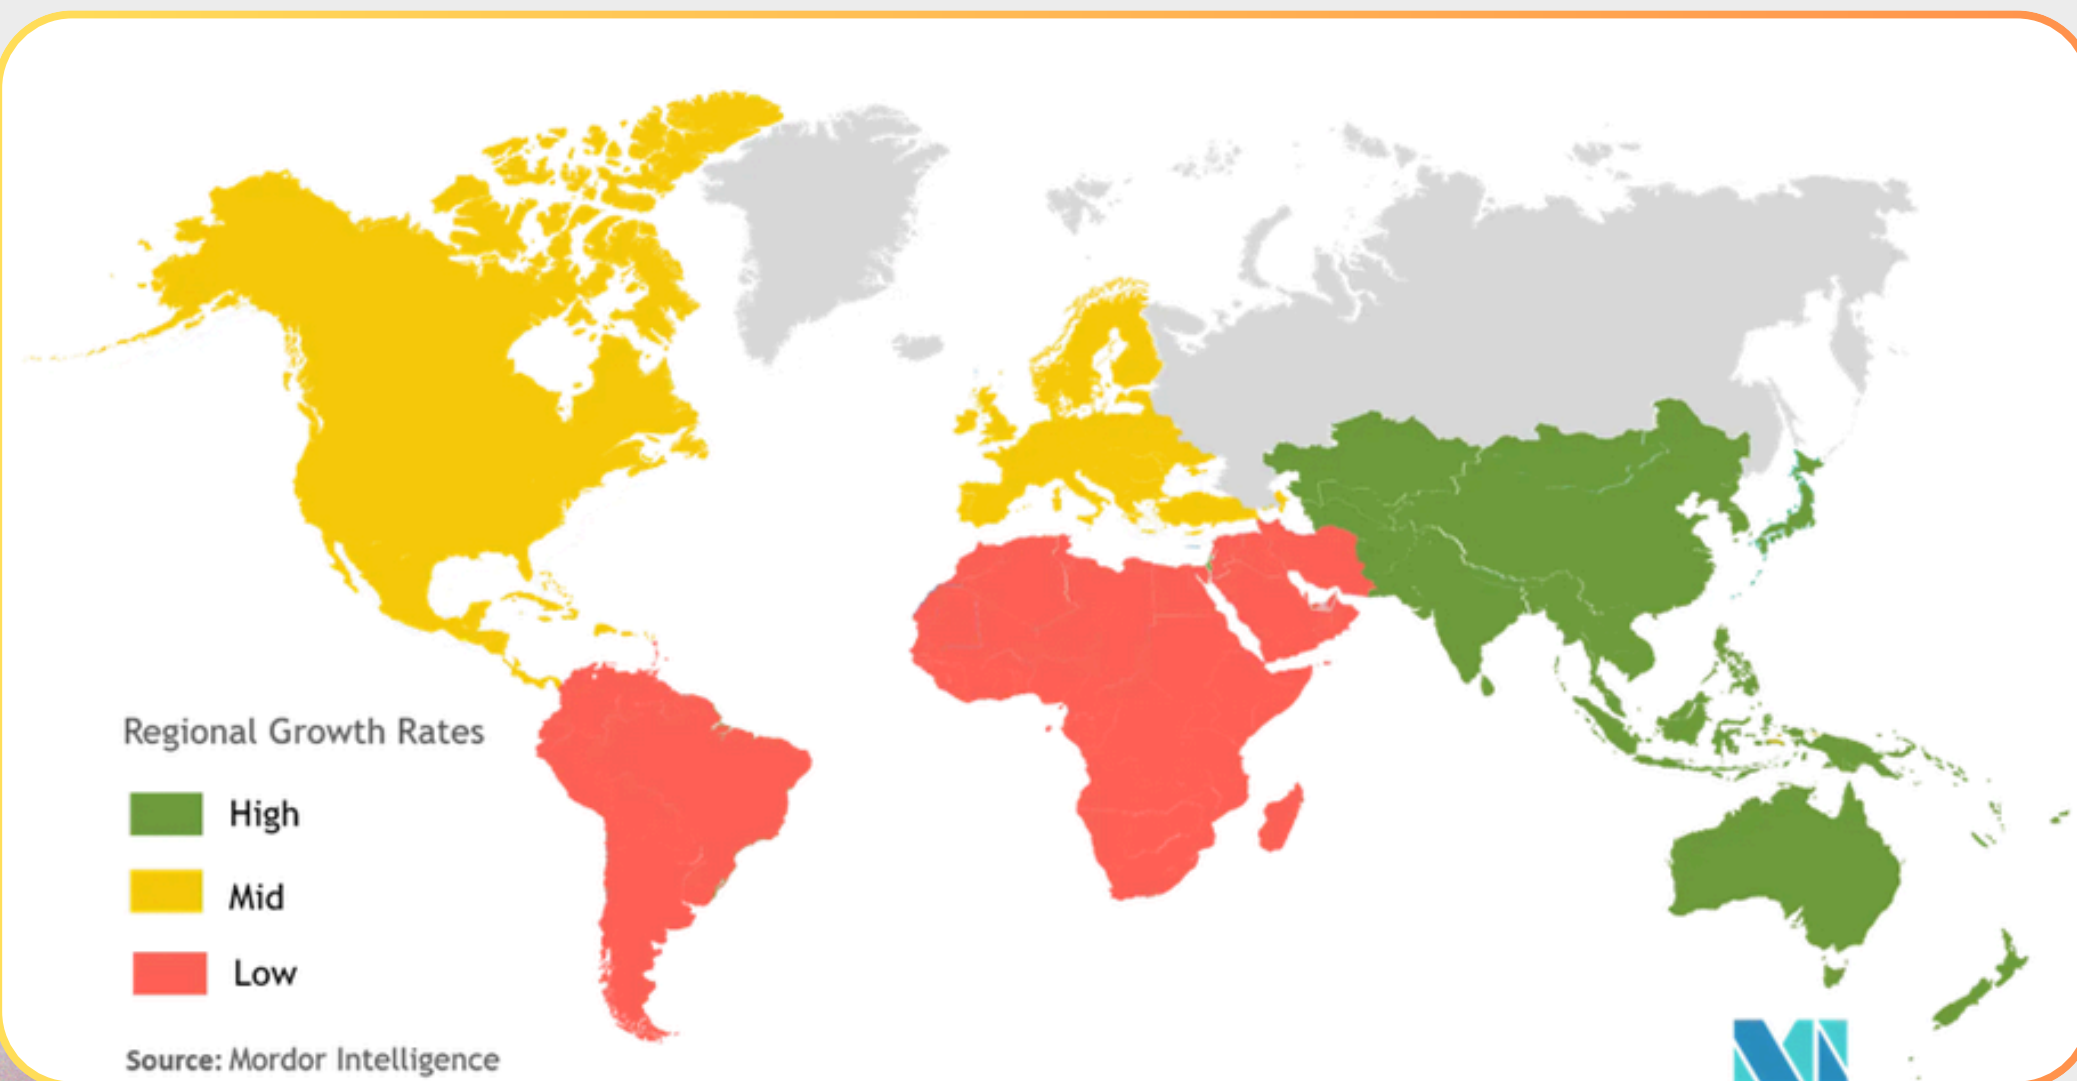 Regional Growth Rates
High
Mid
Low
Source: Mordor Intelligence